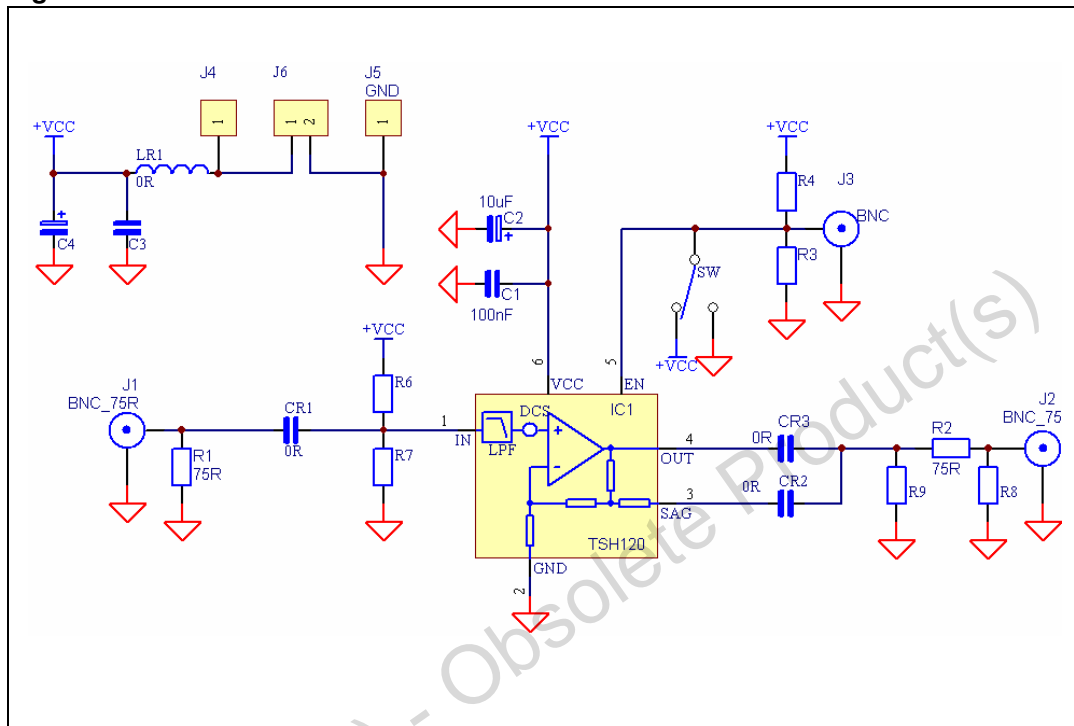 J4
J6
J5
GND
1
1 2
1
+VCC
LR1
0R
C4
C3
10uF
C2
C1
100nF
+VCC
R4
J3
BNC
R3
SW
+VCC
J1
BNC_75R
R1
75R
CR1
0R
+VCC
R6
R7
1
IN
LPF
DCS
+
-
6
VCC
5
EN
IC1
4
OUT
3
SAG
TSH120
GND
2
0R
CR3
0R
CR2
R9
R2
75R
R8
J2
BNC_75
) - Obsolete Product(s)